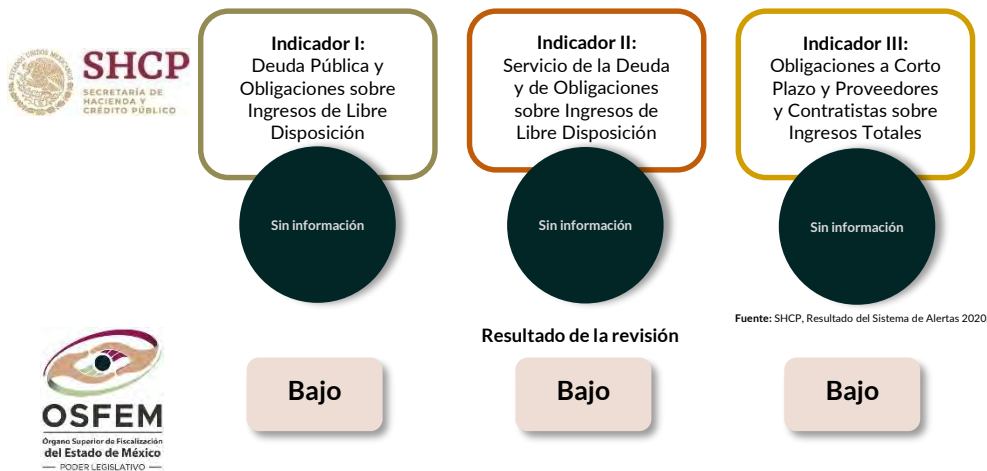 ESTADOS UNIDOS MEXICANOS
SHCP
SECRETARÍA DE
HACIENDA Y
CRÉDITO PÚBLICO
Indicador I:
Deuda Pública y
Obligaciones sobre
Ingresos de Libre
Disposición
Sin información
Indicador II:
Servicio de la Deuda
y de Obligaciones
sobre Ingresos de
Libre Disposición
Sin información
Indicador III:
Obligaciones a Corto
Plazo y Proveedores
y Contratistas sobre
Ingresos Totales
Sin información
Fuente: SHCP, Resultado del Sistema de Alertas 2020
Resultado de la revisión
OSFEM
Órgano Superior de Fiscalización
del Estado de México
— PODER LEGISLATIVO —
Bajo
Bajo
Bajo